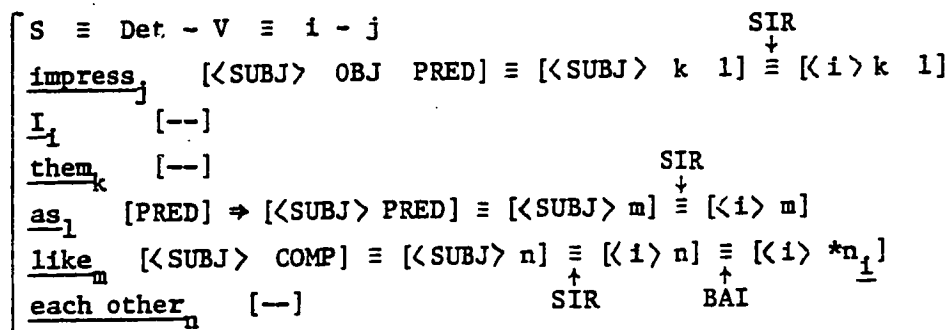 S ≡ Det. - V ≡ i - j
SIR
↓
impress_j [<SUBJ> OBJ PRED] ≡ [<SUBJ> k l] ≡ [<i> k l]
I_i [--]
them_k [--]
SIR
↓
as_l [PRED] ⇒ [<SUBJ> PRED] ≡ [<SUBJ> m] ≡ [<i> m]
like_m [<SUBJ> COMP] ≡ [<SUBJ> n] ≡ [<i> n] ≡ [<i> *n_i]
↑ ↑
each other_n [--] SIR BAI